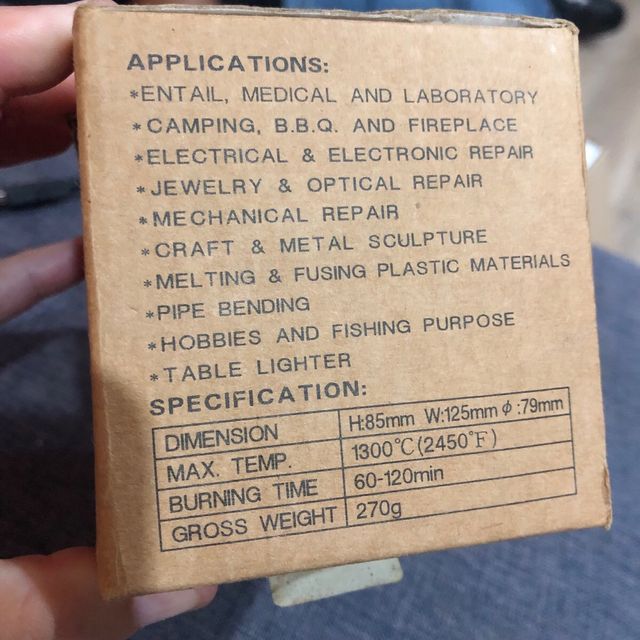 APPLICATIONS:
*ENTAIL, MEDICAL AND LABORATORY
*CAMPING, B.B.Q. AND FIREPLACE
*ELECTRICAL & ELECTRONIC REPAIR
*JEWELRY & OPTICAL REPAIR
*MECHANICAL REPAIR
*CRAFT & METAL SCULPTURE
*MELTING & FUSING PLASTIC MATERIALS
*PIPE BENDING
*HOBBIES AND FISHING PURPOSE
*TABLE LIGHTER
SPECIFICATION:
DIMENSION H:85mm W:125mm φ:79mm
MAX. TEMP. 1300℃(2450℉)
BURNING TIME 60-120min
GROSS WEIGHT 270g